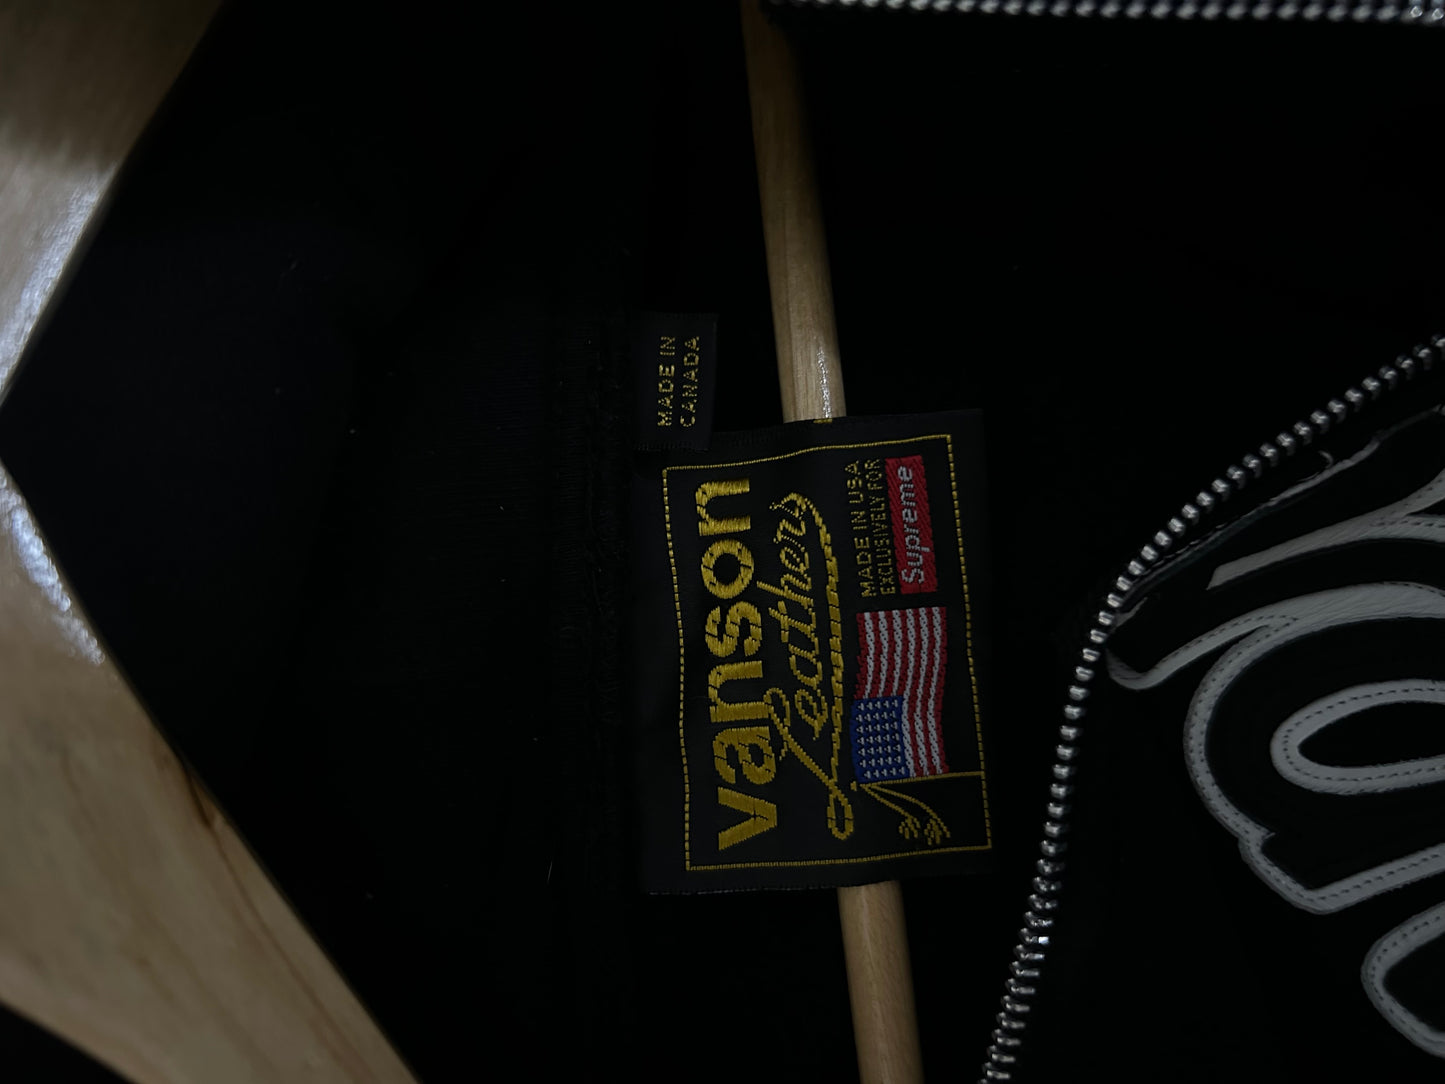 MADE IN
CANADA
vanson
Leathers
MADE IN USA
EXCLUSIVELY FOR
Supreme